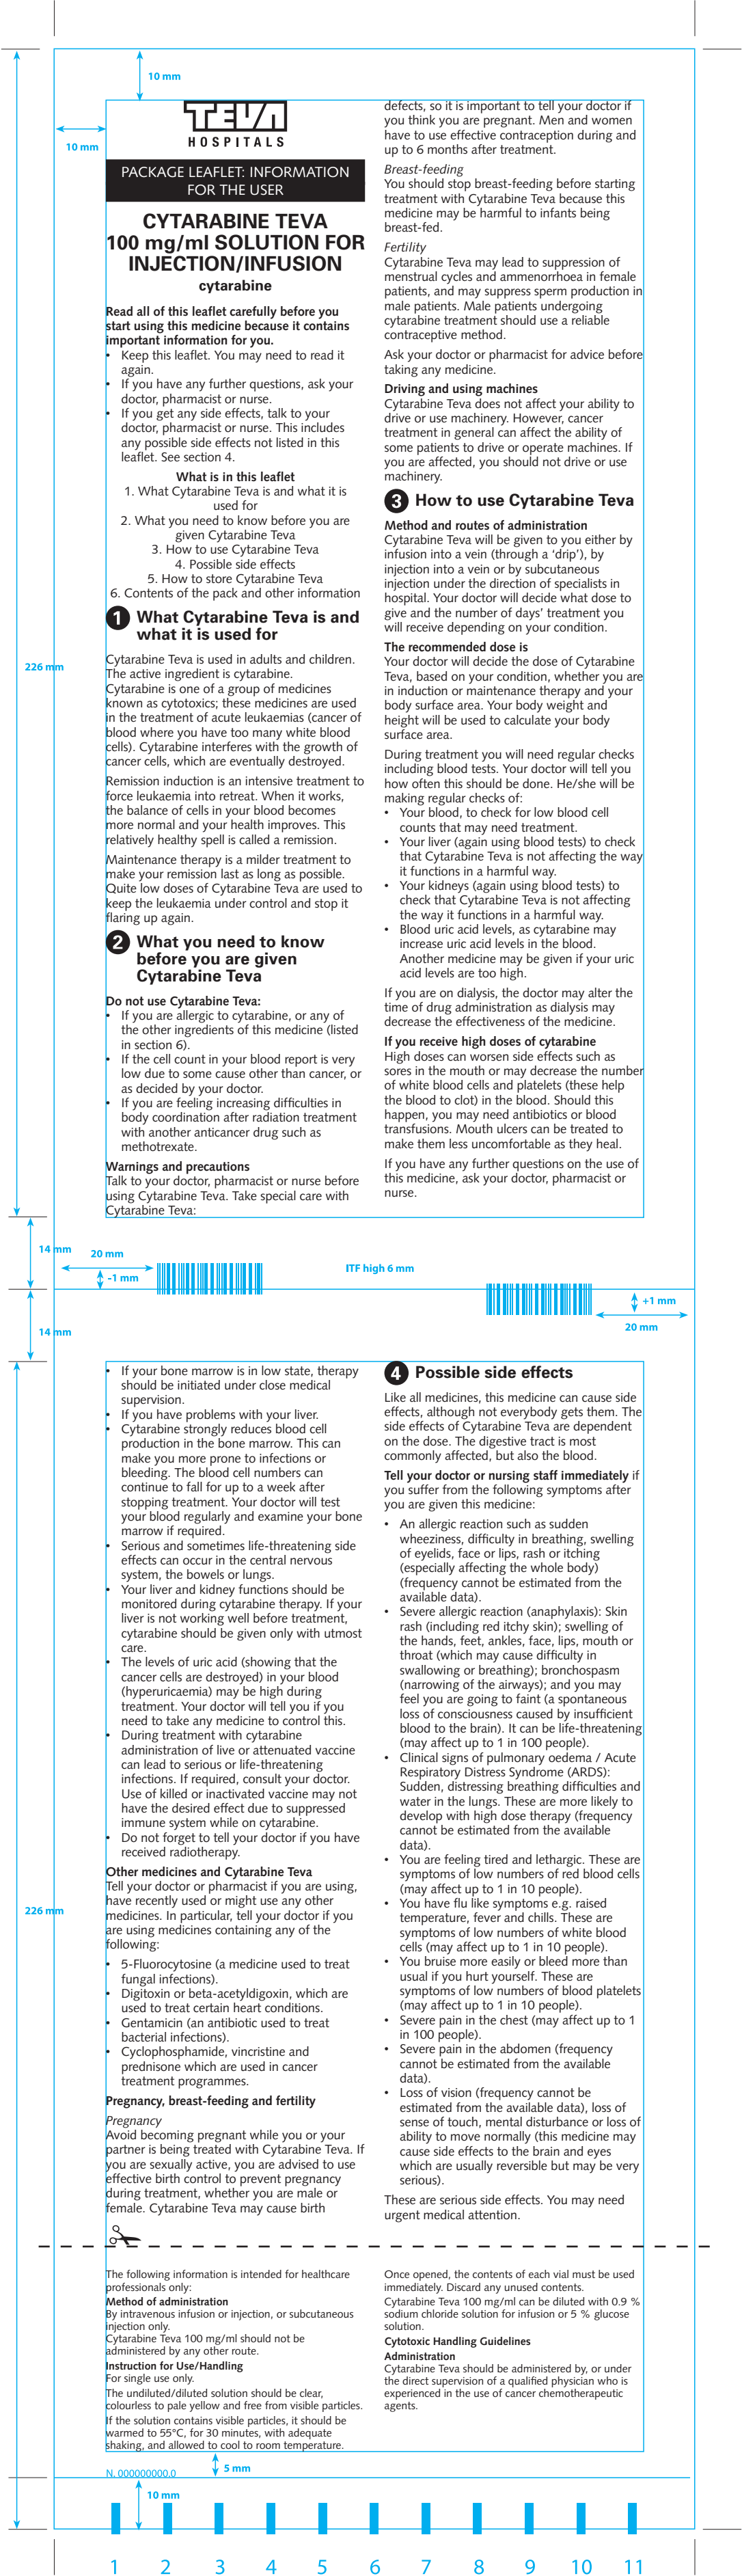 10 mm
10 mm
TEVA
HOSPITALS
PACKAGE LEAFLET: INFORMATION
FOR THE USER
CYTARABINE TEVA
100 mg/ml SOLUTION FOR
INJECTION/INFUSION
cytarabine
Read all of this leaflet carefully before you
start using this medicine because it contains
important information for you.
• Keep this leaflet. You may need to read it
again.
• If you have any further questions, ask your
doctor, pharmacist or nurse.
• If you get any side effects, talk to your
doctor, pharmacist or nurse. This includes
any possible side effects not listed in this
leaflet. See section 4.
What is in this leaflet
1. What Cytarabine Teva is and what it is
used for
2. What you need to know before you are
given Cytarabine Teva
3. How to use Cytarabine Teva
4. Possible side effects
5. How to store Cytarabine Teva
6. Contents of the pack and other information
1 What Cytarabine Teva is and
what it is used for
Cytarabine Teva is used in adults and children.
The active ingredient is cytarabine.
Cytarabine is one of a group of medicines
known as cytotoxics; these medicines are used
in the treatment of acute leukaemias (cancer of
blood where you have too many white blood
cells). Cytarabine interferes with the growth of
cancer cells, which are eventually destroyed.
Remission induction is an intensive treatment to
force leukaemia into retreat. When it works,
the balance of cells in your blood becomes
more normal and your health improves. This
relatively healthy spell is called a remission.
Maintenance therapy is a milder treatment to
make your remission last as long as possible.
Quite low doses of Cytarabine Teva are used to
keep the leukaemia under control and stop it
flaring up again.
2 What you need to know
before you are given
Cytarabine Teva
Do not use Cytarabine Teva:
• If you are allergic to cytarabine, or any of
the other ingredients of this medicine (listed
in section 6).
• If the cell count in your blood report is very
low due to some cause other than cancer, or
as decided by your doctor.
• If you are feeling increasing difficulties in
body coordination after radiation treatment
with another anticancer drug such as
methotrexate.
Warnings and precautions
Talk to your doctor, pharmacist or nurse before
using Cytarabine Teva. Take special care with
Cytarabine Teva:
226 mm
defects, so it is important to tell your doctor if
you think you are pregnant. Men and women
have to use effective contraception during and
up to 6 months after treatment.
Breast-feeding
You should stop breast-feeding before starting
treatment with Cytarabine Teva because this
medicine may be harmful to infants being
breast-fed.
Fertility
Cytarabine Teva may lead to suppression of
menstrual cycles and ammenorrhoea in female
patients, and may suppress sperm production in
male patients. Male patients undergoing
cytarabine treatment should use a reliable
contraceptive method.
Ask your doctor or pharmacist for advice before
taking any medicine.
Driving and using machines
Cytarabine Teva does not affect your ability to
drive or use machinery. However, cancer
treatment in general can affect the ability of
some patients to drive or operate machines. If
you are affected, you should not drive or use
machinery.
3 How to use Cytarabine Teva
Method and routes of administration
Cytarabine Teva will be given to you either by
infusion into a vein (through a ‘drip’), by
injection into a vein or by subcutaneous
injection under the direction of specialists in
hospital. Your doctor will decide what dose to
give and the number of days’ treatment you
will receive depending on your condition.
The recommended dose is
Your doctor will decide the dose of Cytarabine
Teva, based on your condition, whether you are
in induction or maintenance therapy and your
body surface area. Your body weight and
height will be used to calculate your body
surface area.
During treatment you will need regular checks
including blood tests. Your doctor will tell you
how often this should be done. He/she will be
making regular checks of:
• Your blood, to check for low blood cell
counts that may need treatment.
• Your liver (again using blood tests) to check
that Cytarabine Teva is not affecting the way
it functions in a harmful way.
• Your kidneys (again using blood tests) to
check that Cytarabine Teva is not affecting
the way it functions in a harmful way.
• Blood uric acid levels, as cytarabine may
increase uric acid levels in the blood.
Another medicine may be given if your uric
acid levels are too high.
If you are on dialysis, the doctor may alter the
time of drug administration as dialysis may
decrease the effectiveness of the medicine.
If you receive high doses of cytarabine
High doses can worsen side effects such as
sores in the mouth or may decrease the number
of white blood cells and platelets (these help
the blood to clot) in the blood. Should this
happen, you may need antibiotics or blood
transfusions. Mouth ulcers can be treated to
make them less uncomfortable as they heal.
If you have any further questions on the use of
this medicine, ask your doctor, pharmacist or
nurse.
14 mm
20 mm
-1 mm
ITF high 6 mm
+1 mm
20 mm
14 mm
• If your bone marrow is in low state, therapy
should be initiated under close medical
supervision.
• If you have problems with your liver.
• Cytarabine strongly reduces blood cell
production in the bone marrow. This can
make you more prone to infections or
bleeding. The blood cell numbers can
continue to fall for up to a week after
stopping treatment. Your doctor will test
your blood regularly and examine your bone
marrow if required.
• Serious and sometimes life-threatening side
effects can occur in the central nervous
system, the bowels or lungs.
• Your liver and kidney functions should be
monitored during cytarabine therapy. If your
liver is not working well before treatment,
cytarabine should be given only with utmost
care.
• The levels of uric acid (showing that the
cancer cells are destroyed) in your blood
(hyperuricaemia) may be high during
treatment. Your doctor will tell you if you
need to take any medicine to control this.
• During treatment with cytarabine
administration of live or attenuated vaccine
can lead to serious or life-threatening
infections. If required, consult your doctor.
Use of killed or inactivated vaccine may not
have the desired effect due to suppressed
immune system while on cytarabine.
• Do not forget to tell your doctor if you have
received radiotherapy.
Other medicines and Cytarabine Teva
Tell your doctor or pharmacist if you are using,
have recently used or might use any other
medicines. In particular, tell your doctor if you
are using medicines containing any of the
following:
• 5-Fluorocytosine (a medicine used to treat
fungal infections).
• Digitoxin or beta-acetyldigoxin, which are
used to treat certain heart conditions.
• Gentamicin (an antibiotic used to treat
bacterial infections).
• Cyclophosphamide, vincristine and
prednisone which are used in cancer
treatment programmes.
Pregnancy, breast-feeding and fertility
Pregnancy
Avoid becoming pregnant while you or your
partner is being treated with Cytarabine Teva. If
you are sexually active, you are advised to use
effective birth control to prevent pregnancy
during treatment, whether you are male or
female. Cytarabine Teva may cause birth
226 mm
4 Possible side effects
Like all medicines, this medicine can cause side
effects, although not everybody gets them. The
side effects of Cytarabine Teva are dependent
on the dose. The digestive tract is most
commonly affected, but also the blood.
Tell your doctor or nursing staff immediately if
you suffer from the following symptoms after
you are given this medicine:
• An allergic reaction such as sudden
wheeziness, difficulty in breathing, swelling
of eyelids, face or lips, rash or itching
(especially affecting the whole body)
(frequency cannot be estimated from the
available data).
• Severe allergic reaction (anaphylaxis): Skin
rash (including red itchy skin); swelling of
the hands, feet, ankles, face, lips, mouth or
throat (which may cause difficulty in
swallowing or breathing); bronchospasm
(narrowing of the airways); and you may
feel you are going to faint (a spontaneous
loss of consciousness caused by insufficient
blood to the brain). It can be life-threatening
(may affect up to 1 in 100 people).
• Clinical signs of pulmonary oedema / Acute
Respiratory Distress Syndrome (ARDS):
Sudden, distressing breathing difficulties and
water in the lungs. These are more likely to
develop with high dose therapy (frequency
cannot be estimated from the available
data).
• You are feeling tired and lethargic. These are
symptoms of low numbers of red blood cells
(may affect up to 1 in 10 people).
• You have flu like symptoms e.g. raised
temperature, fever and chills. These are
symptoms of low numbers of white blood
cells (may affect up to 1 in 10 people).
• You bruise more easily or bleed more than
usual if you hurt yourself. These are
symptoms of low numbers of blood platelets
(may affect up to 1 in 10 people).
• Severe pain in the chest (may affect up to 1
in 100 people).
• Severe pain in the abdomen (frequency
cannot be estimated from the available
data).
• Loss of vision (frequency cannot be
estimated from the available data), loss of
sense of touch, mental disturbance or loss of
ability to move normally (this medicine may
cause side effects to the brain and eyes
which are usually reversible but may be very
serious).
These are serious side effects. You may need
urgent medical attention.
The following information is intended for healthcare
professionals only:
Method of administration
By intravenous infusion or injection, or subcutaneous
injection only.
Cytarabine Teva 100 mg/ml should not be
administered by any other route.
Instruction for Use/Handling
For single use only.
The undiluted/diluted solution should be clear,
colourless to pale yellow and free from visible particles.
If the solution contains visible particles, it should be
warmed to 55°C, for 30 minutes, with adequate
shaking, and allowed to cool to room temperature.
Once opened, the contents of each vial must be used
immediately. Discard any unused contents.
Cytarabine Teva 100 mg/ml can be diluted with 0.9 %
sodium chloride solution for infusion or 5 % glucose
solution.
Cytotoxic Handling Guidelines
Administration
Cytarabine Teva should be administered by, or under
the direct supervision of a qualified physician who is
experienced in the use of cancer chemotherapeutic
agents.
N. 000000000.0
5 mm
10 mm
1 2 3 4 5 6 7 8 9 10 11